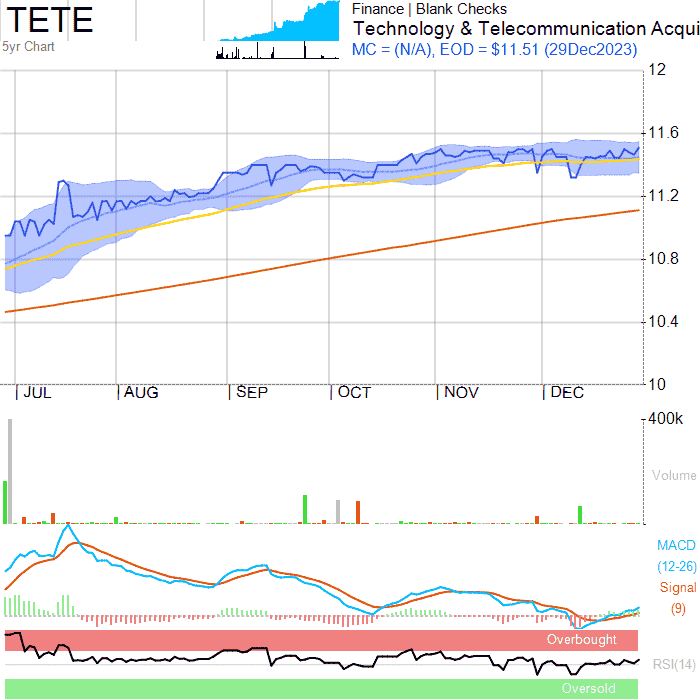 TETE
5yr Chart
Finance | Blank Checks
Technology & Telecommunication Acqui
MC = (N/A), EOD = $11.51 (29Dec2023)
12
11.6
11.2
10.8
10.4
10
JUL
AUG
SEP
OCT
NOV
DEC
400k
Volume
MACD
(12-26)
Signal
(9)
Overbought
RSI(14)
Oversold